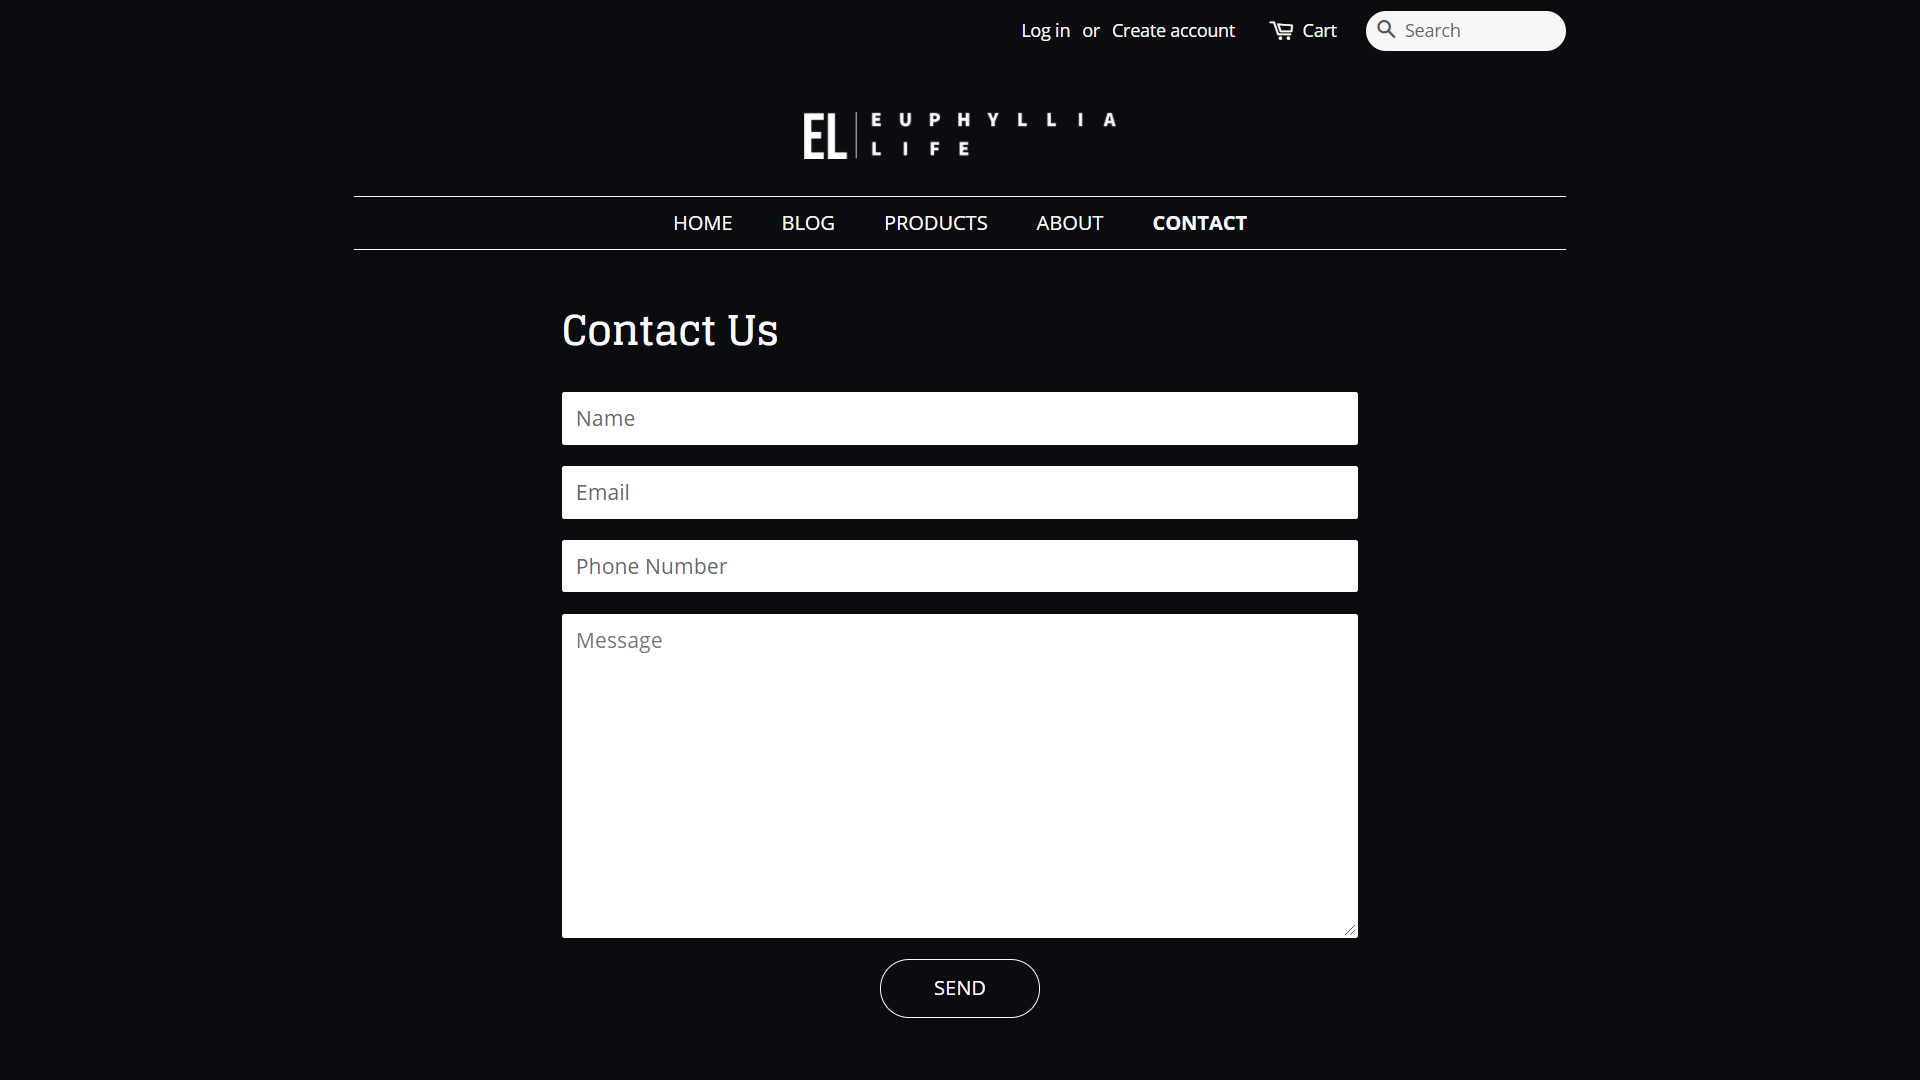 Log in or Create account Cart Search
EL EUPHYLLIA
LIFE
HOME BLOG PRODUCTS ABOUT CONTACT
Contact Us
Name
Email
Phone Number
Message
SEND